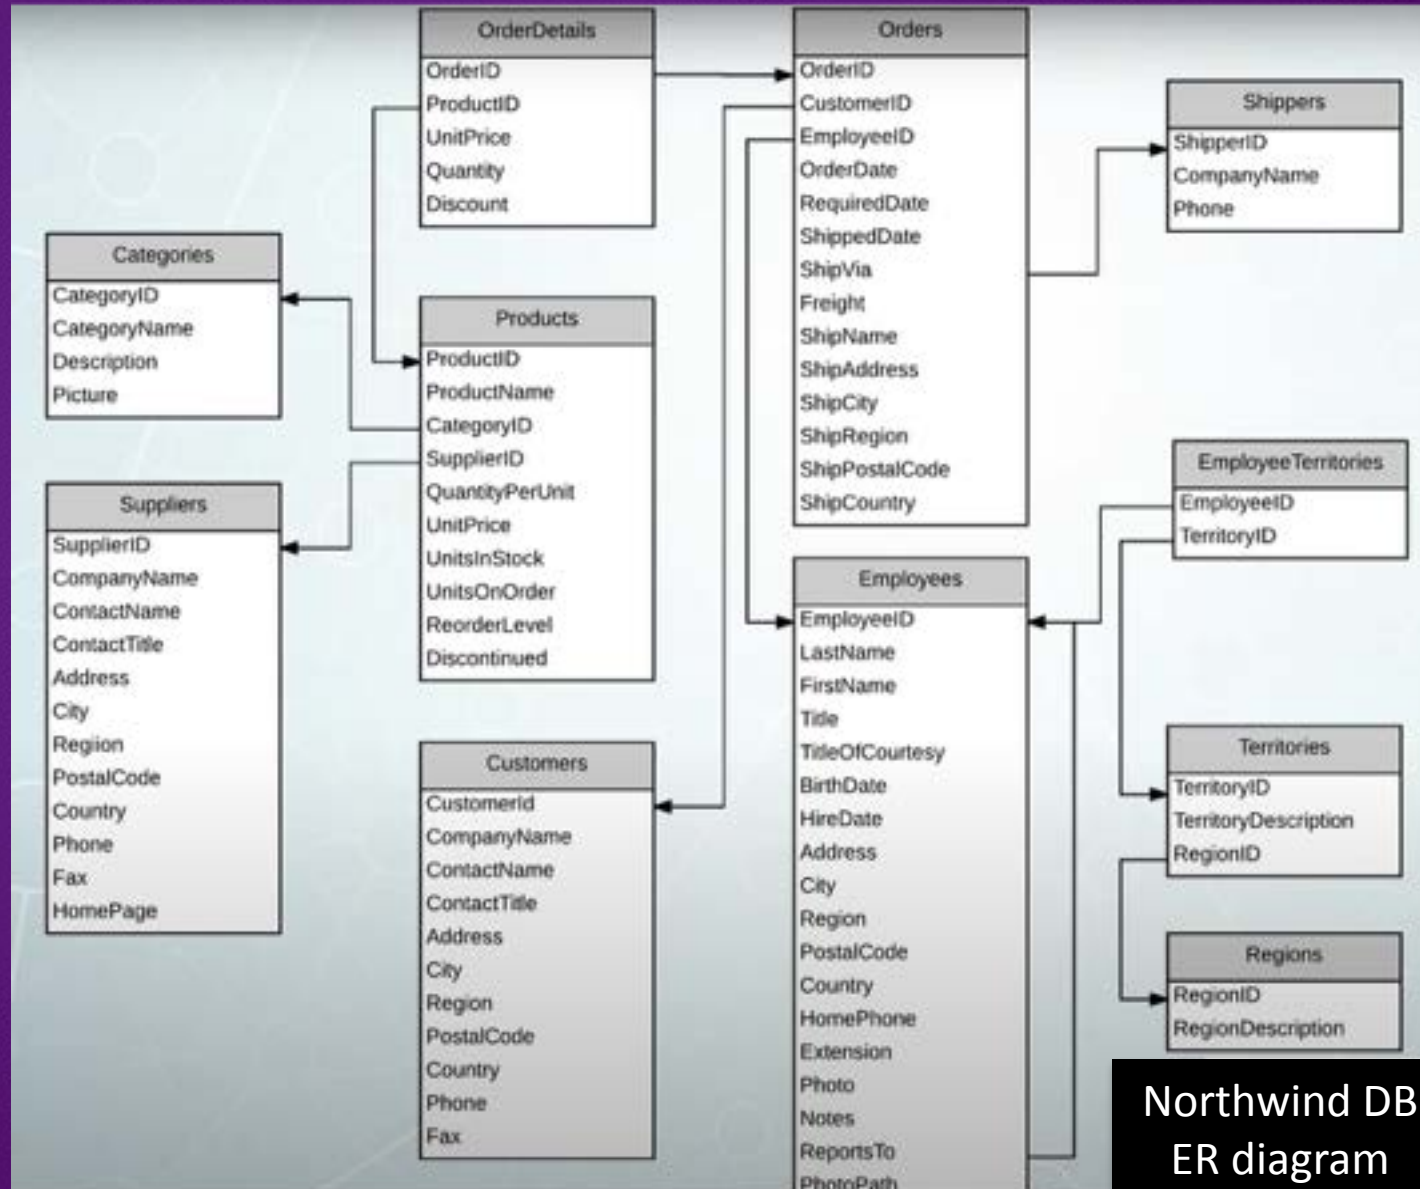 OrderDetails
OrderID
ProductID
UnitPrice
Quantity
Discount
Orders
OrderID
CustomerID
EmployeeID
OrderDate
RequiredDate
ShippedDate
ShipVia
Freight
ShipName
ShipAddress
ShipCity
ShipRegion
ShipPostalCode
ShipCountry
Shippers
ShipperID
CompanyName
Phone
Categories
CategoryID
CategoryName
Description
Picture
Products
ProductID
ProductName
CategoryID
SupplierID
QuantityPerUnit
UnitPrice
UnitsInStock
UnitsOnOrder
ReorderLevel
Discontinued
Suppliers
SupplierID
CompanyName
ContactName
ContactTitle
Address
City
Regiion
PostalCode
Country
Phone
Fax
HomePage
Customers
CustomerId
CompanyName
ContactName
ContactTitle
Address
City
Region
PostalCode
Country
Phone
Fax
Employees
EmployeeID
LastName
FirstName
Title
TitleOfCourtesy
BirthDate
HireDate
Address
City
Region
PostalCode
Country
HomePhone
Extension
Photo
Notes
ReportsTo
PhotoPath
EmployeeTerritories
EmployeeID
TerritoryID
Territories
TerritoryID
TerritoryDescription
RegionID
Regions
RegionID
RegionDescription
Northwind DB
ER diagram